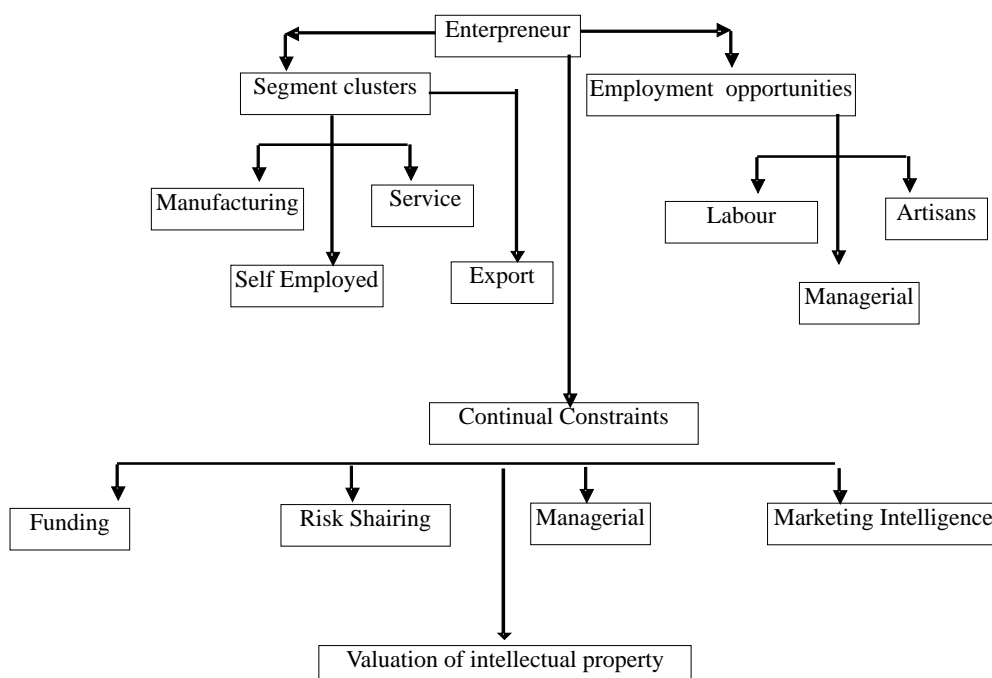 Enterpreneur
Segment clusters
Employment opportunities
Manufacturing
Service
Labour
Artisans
Self Employed
Export
Managerial
Continual Constraints
Funding
Risk Shairing
Managerial
Marketing Intelligence
Valuation of intellectual property